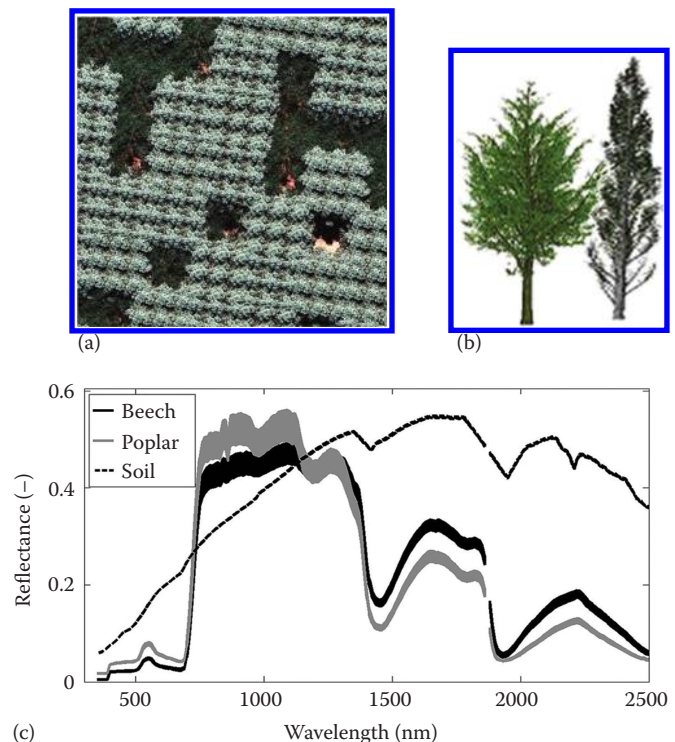 (a)
(b)
0.6
Beech
Poplar
Soil
0.4
0.2
0
Reflectance (−)
500
1000
1500
2000
2500
Wavelength (nm)
(c)